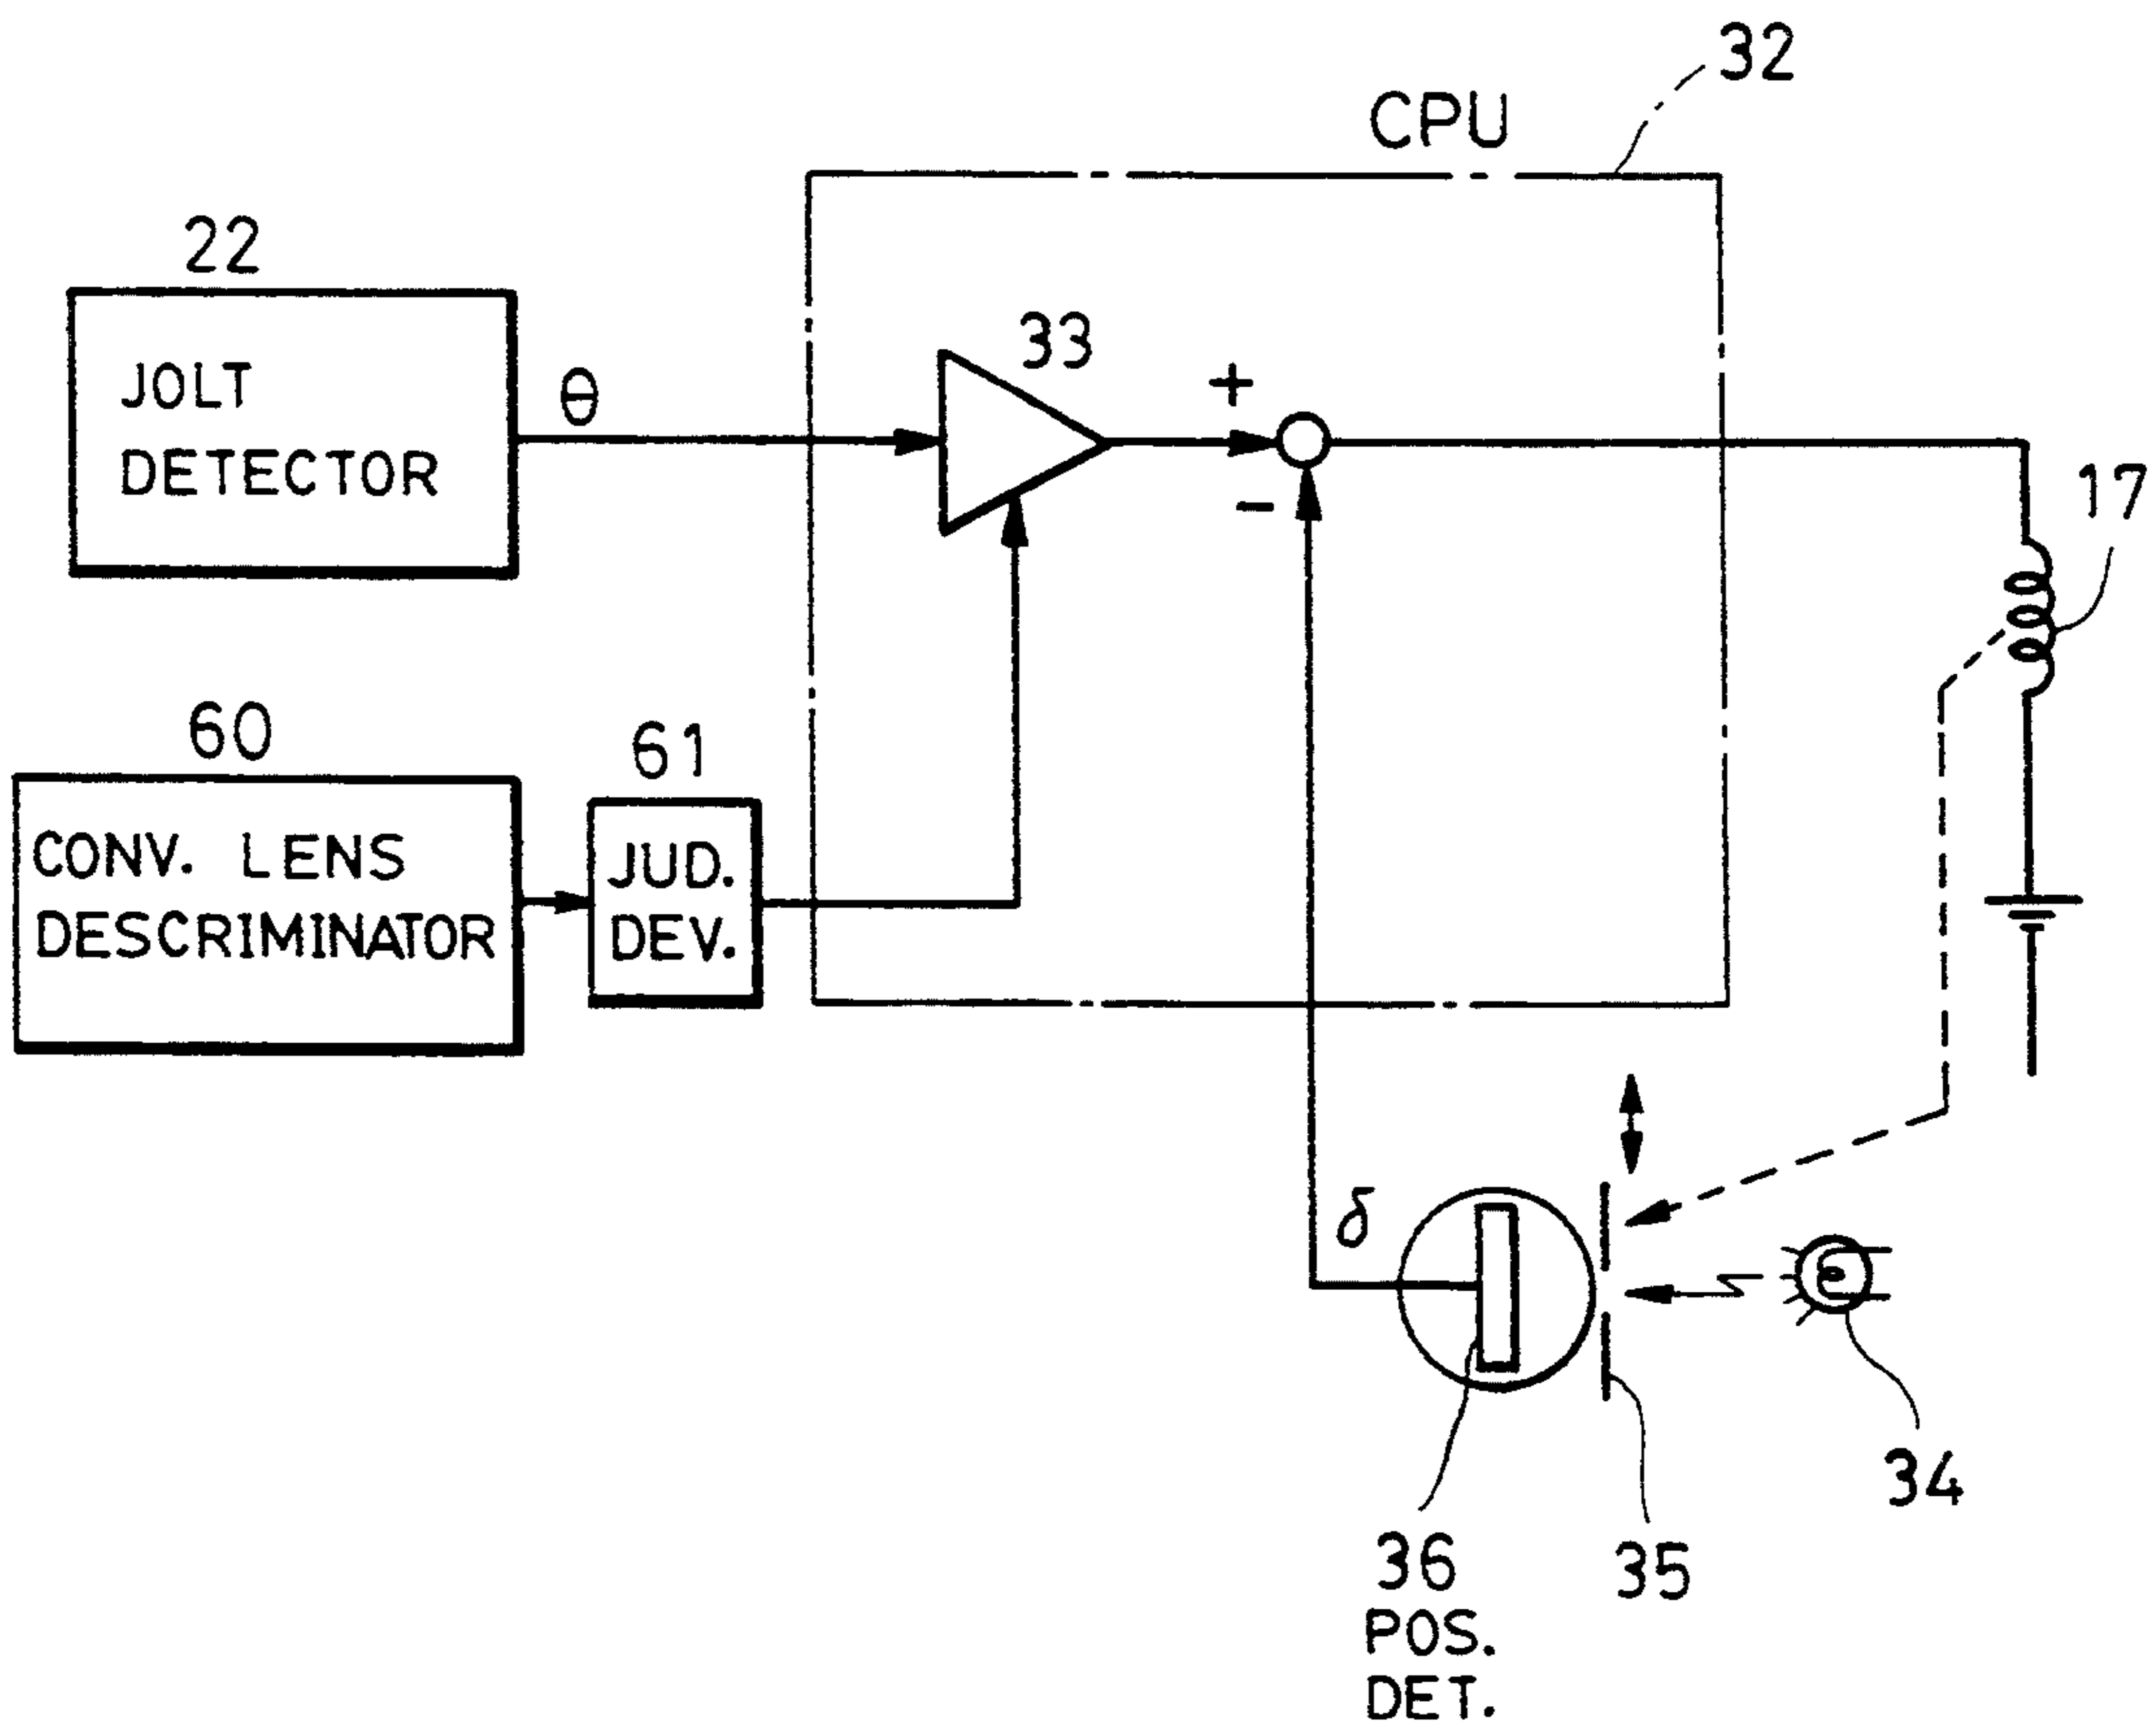 32
CPU
22
JOLT
DETECTOR
θ
33
+
-
17
60
CONV. LENS
DESCRIMINATOR
61
JUD.
DEV.
δ
34
35
36
POS.
DET.